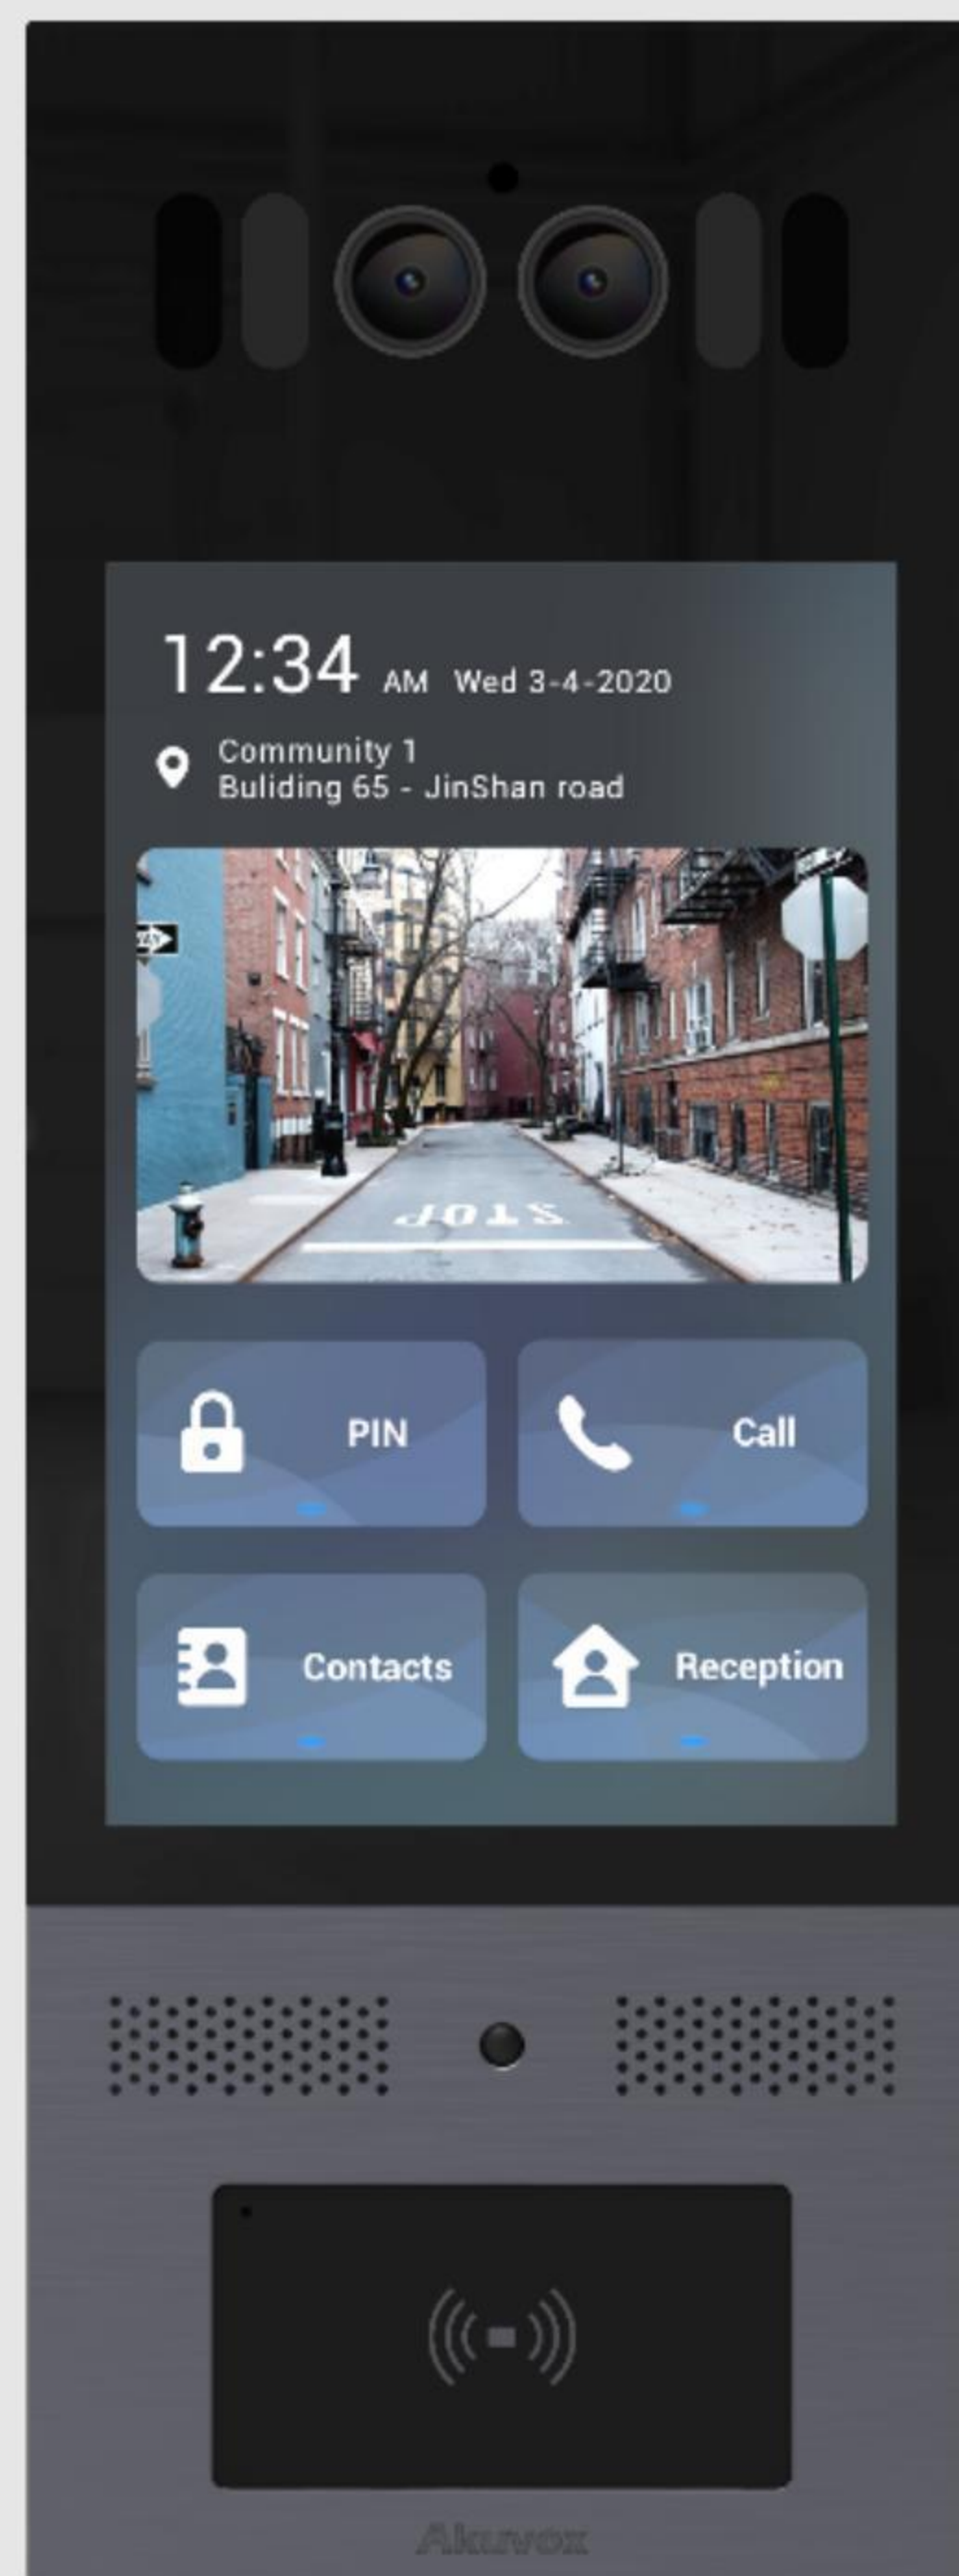 12:34 AM Wed 3-4-2020
Community 1
Buliding 65 - JinShan road
STOP
PIN
Call
Contacts
Reception
Akuvox